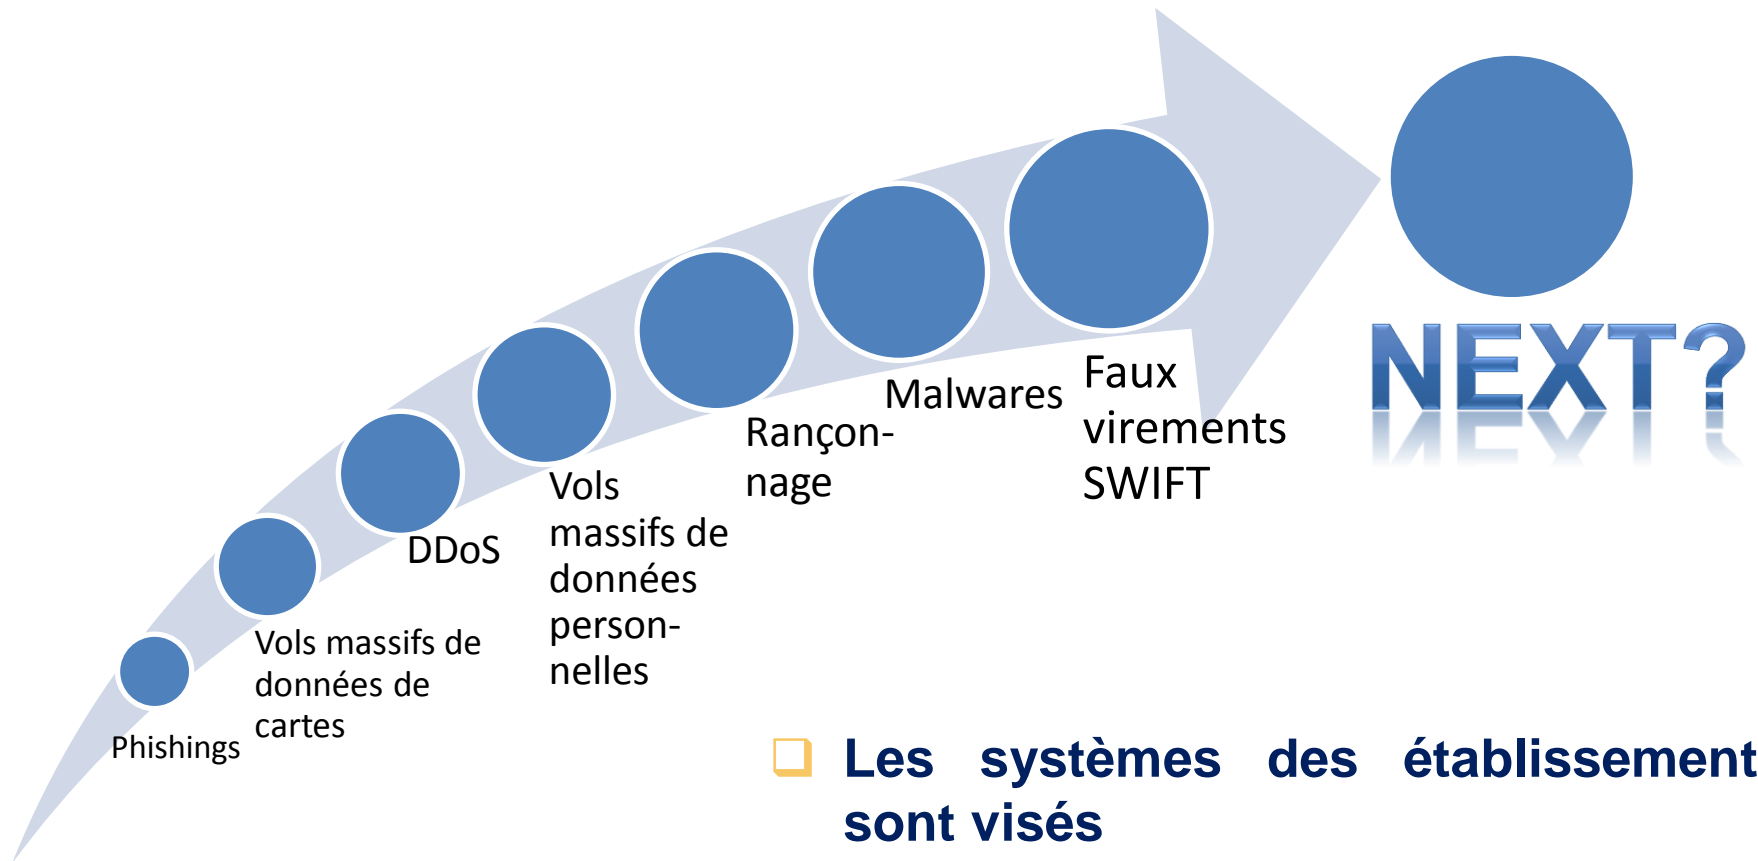 Phishings
Vols massifs de
données de
cartes
DDoS
Vols
massifs de
données
person-
nelles
Rançon-
nage
Malwares
Faux
virements
SWIFT
NEXT?
Les systèmes des établissement
sont visés